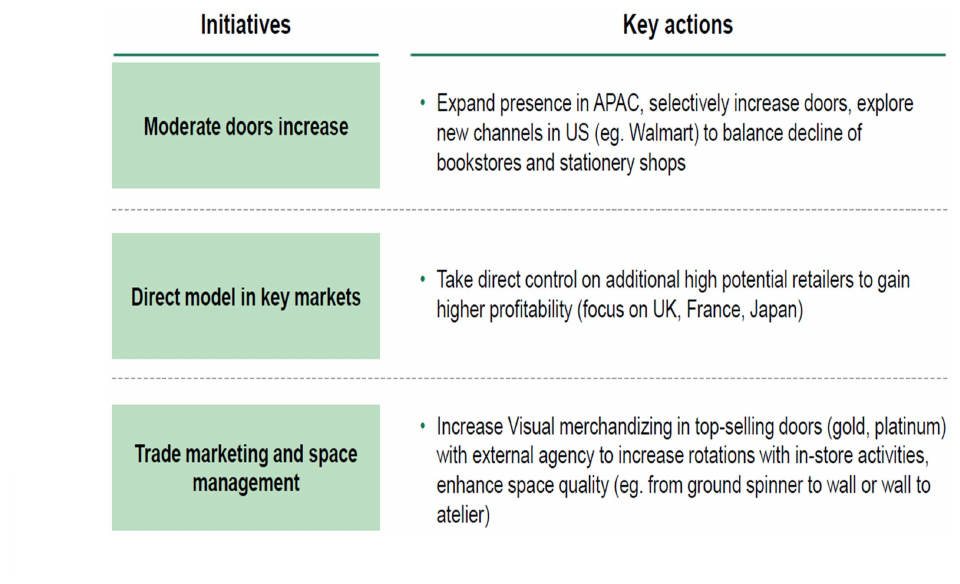 Initiatives
Key actions
Moderate doors increase
• Expand presence in APAC, selectively increase doors, explore
new channels in US (eg. Walmart) to balance decline of
bookstores and stationery shops
Direct model in key markets
• Take direct control on additional high potential retailers to gain
higher profitability (focus on UK, France, Japan)
Trade marketing and space
management
• Increase Visual merchandizing in top-selling doors (gold, platinum)
with external agency to increase rotations with in-store activities,
enhance space quality (eg. from ground spinner to wall or wall to
atelier)